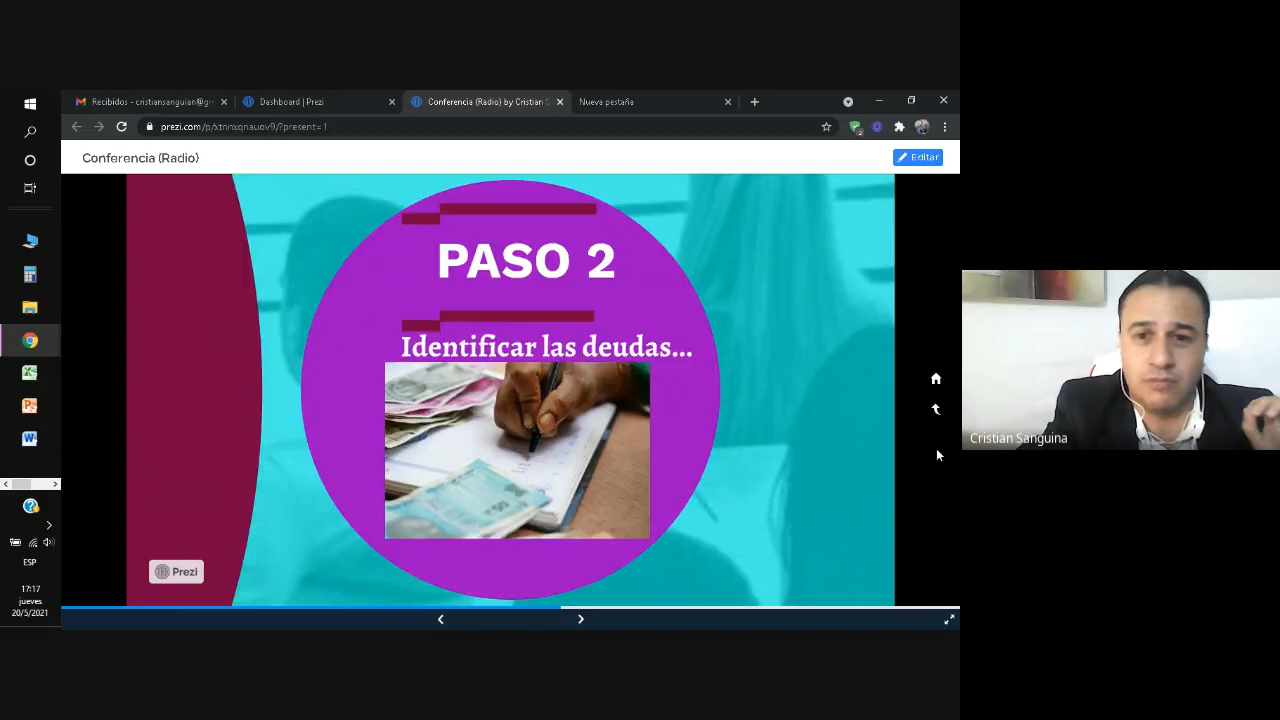 Recibidos - cristiansanguian@gm
Dashboard | Prezi
Conferencia (Radio) by Cristian S
Nueva pestaña
prezi.com/p/xtnnxqnauov9/?present=1
Conferencia (Radio)
Editar
PASO 2
Identificar las deudas...
Cristian Sanguina
Prezi
ESP
17:17
jueves
20/5/2021